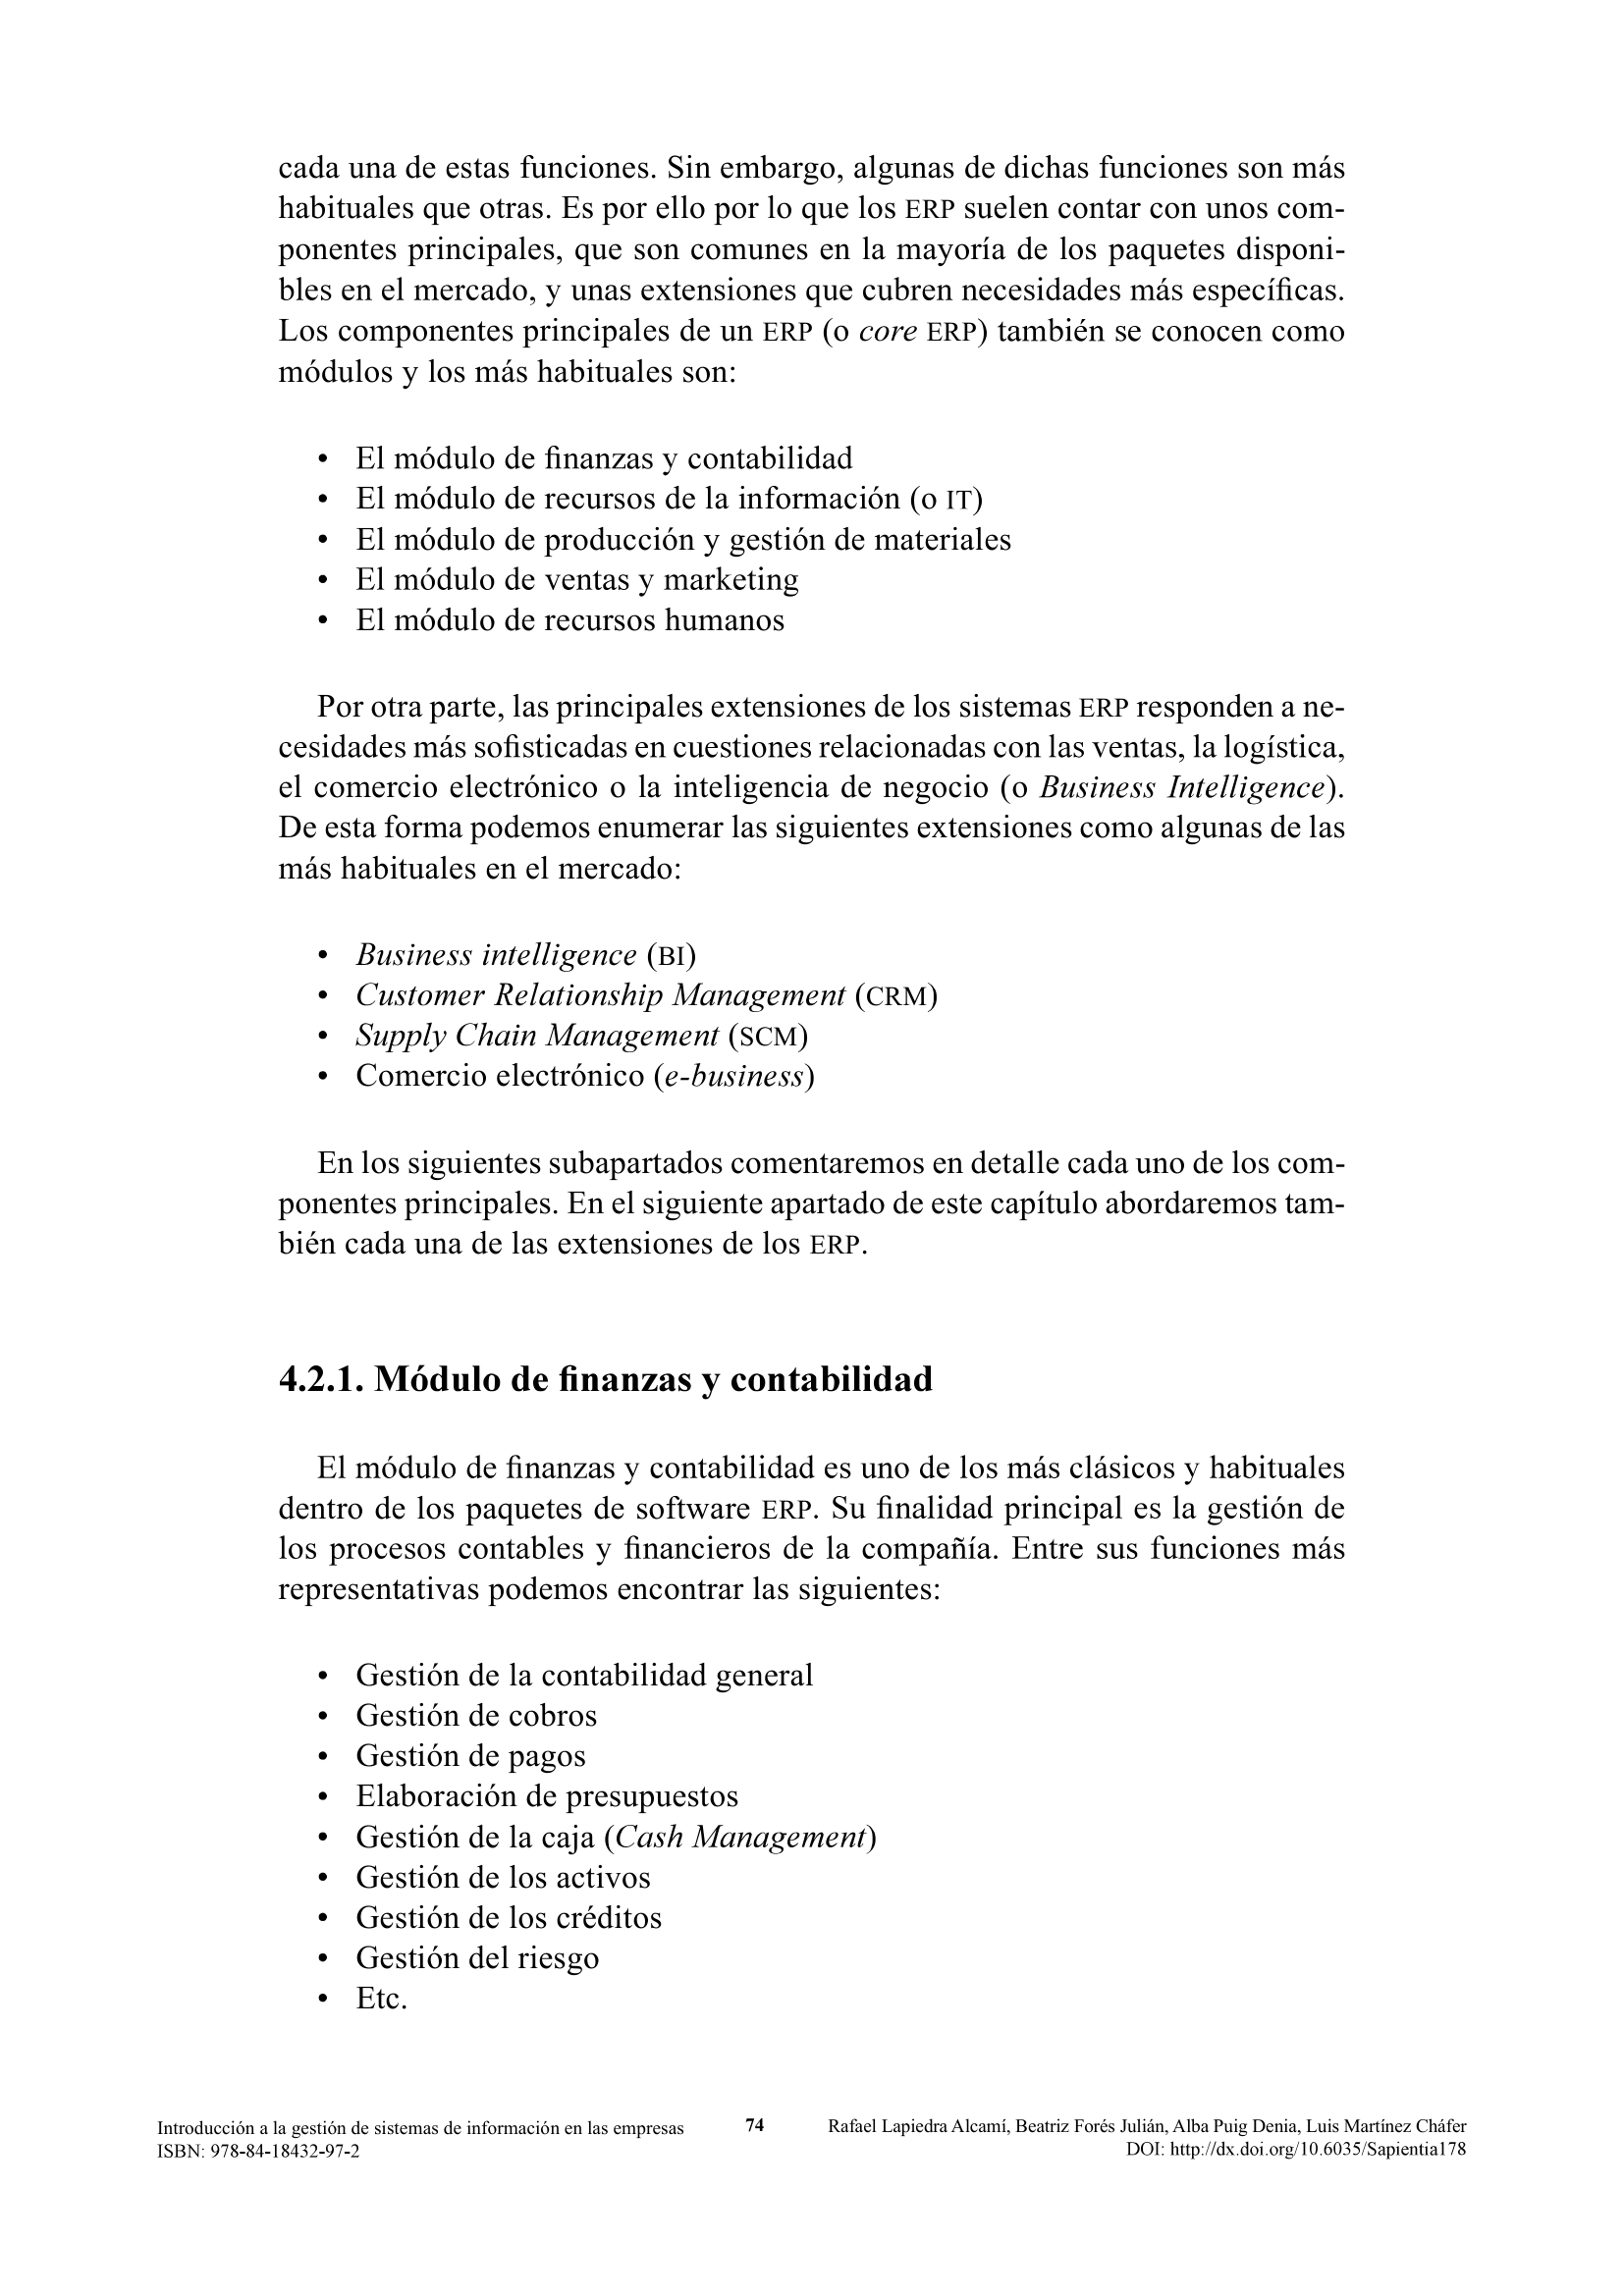 cada una de estas funciones. Sin embargo, algunas de dichas funciones son más
habituales que otras. Es por ello por lo que los ERP suelen contar con unos com-
ponentes principales, que son comunes en la mayoría de los paquetes disponi-
bles en el mercado, y unas extensiones que cubren necesidades más específicas.
Los componentes principales de un ERP (o core ERP) también se conocen como
módulos y los más habituales son:
• El módulo de finanzas y contabilidad
• El módulo de recursos de la información (o IT)
• El módulo de producción y gestión de materiales
• El módulo de ventas y marketing
• El módulo de recursos humanos
Por otra parte, las principales extensiones de los sistemas ERP responden a ne-
cesidades más sofisticadas en cuestiones relacionadas con las ventas, la logística,
el comercio electrónico o la inteligencia de negocio (o Business Intelligence).
De esta forma podemos enumerar las siguientes extensiones como algunas de las
más habituales en el mercado:
• Business intelligence (BI)
• Customer Relationship Management (CRM)
• Supply Chain Management (SCM)
• Comercio electrónico (e-business)
En los siguientes subapartados comentaremos en detalle cada uno de los com-
ponentes principales. En el siguiente apartado de este capítulo abordaremos tam-
bién cada una de las extensiones de los ERP.
4.2.1. Módulo de finanzas y contabilidad
El módulo de finanzas y contabilidad es uno de los más clásicos y habituales
dentro de los paquetes de software ERP. Su finalidad principal es la gestión de
los procesos contables y financieros de la compañía. Entre sus funciones más
representativas podemos encontrar las siguientes:
• Gestión de la contabilidad general
• Gestión de cobros
• Gestión de pagos
• Elaboración de presupuestos
• Gestión de la caja (Cash Management)
• Gestión de los activos
• Gestión de los créditos
• Gestión del riesgo
• Etc.
Introducción a la gestión de sistemas de información en las empresas
ISBN: 978-84-18432-97-2
74
Rafael Lapiedra Alcamí, Beatriz Forés Julián, Alba Puig Denia, Luis Martínez Cháfer
DOI: http://dx.doi.org/10.6035/Sapientia178